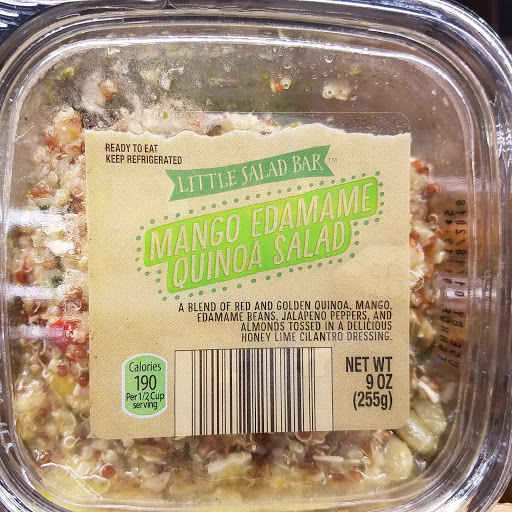 READY TO EAT
KEEP REFRIGERATED
LITTLE SALAD BAR™
MANGO EDAMAME
QUINOA SALAD
A BLEND OF RED AND GOLDEN QUINOA, MANGO,
EDAMAME BEANS, JALAPENO PEPPERS, AND
ALMONDS TOSSED IN A DELICIOUS
HONEY LIME CILANTRO DRESSING.
Calories
190
Per 1/2 Cup
serving
NET WT
9 OZ
(255g)